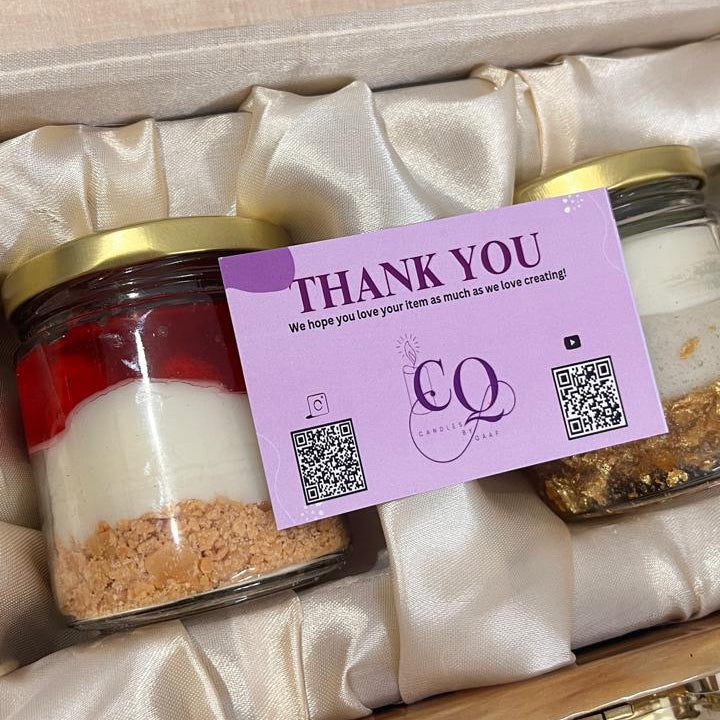 THANK YOU
We hope you love your item as much as we love creating!
CQ
CANDLES
BY QAAF